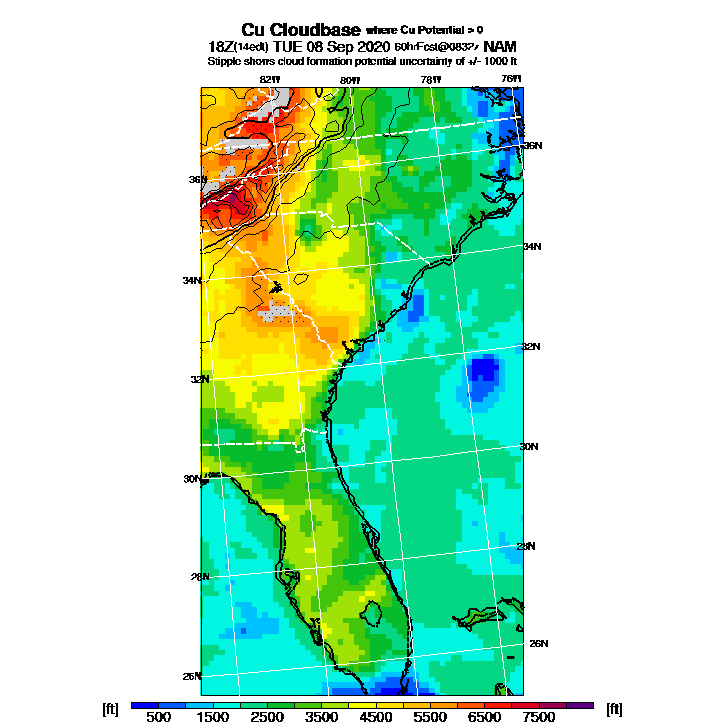 Cu Cloudbase where Cu Potential > 0
18Z(14edt) TUE 08 Sep 2020 60hrFcst@0832z NAM
Stipple shows cloud formation potential uncertainty of +/- 1000 ft
82W 80W 78W 76W
36N
36N
34N
34N
32N
32N
30N
30N
28N
28N
26N
26N
[ft] 500 1500 2500 3500 4500 5500 6500 7500 [ft]